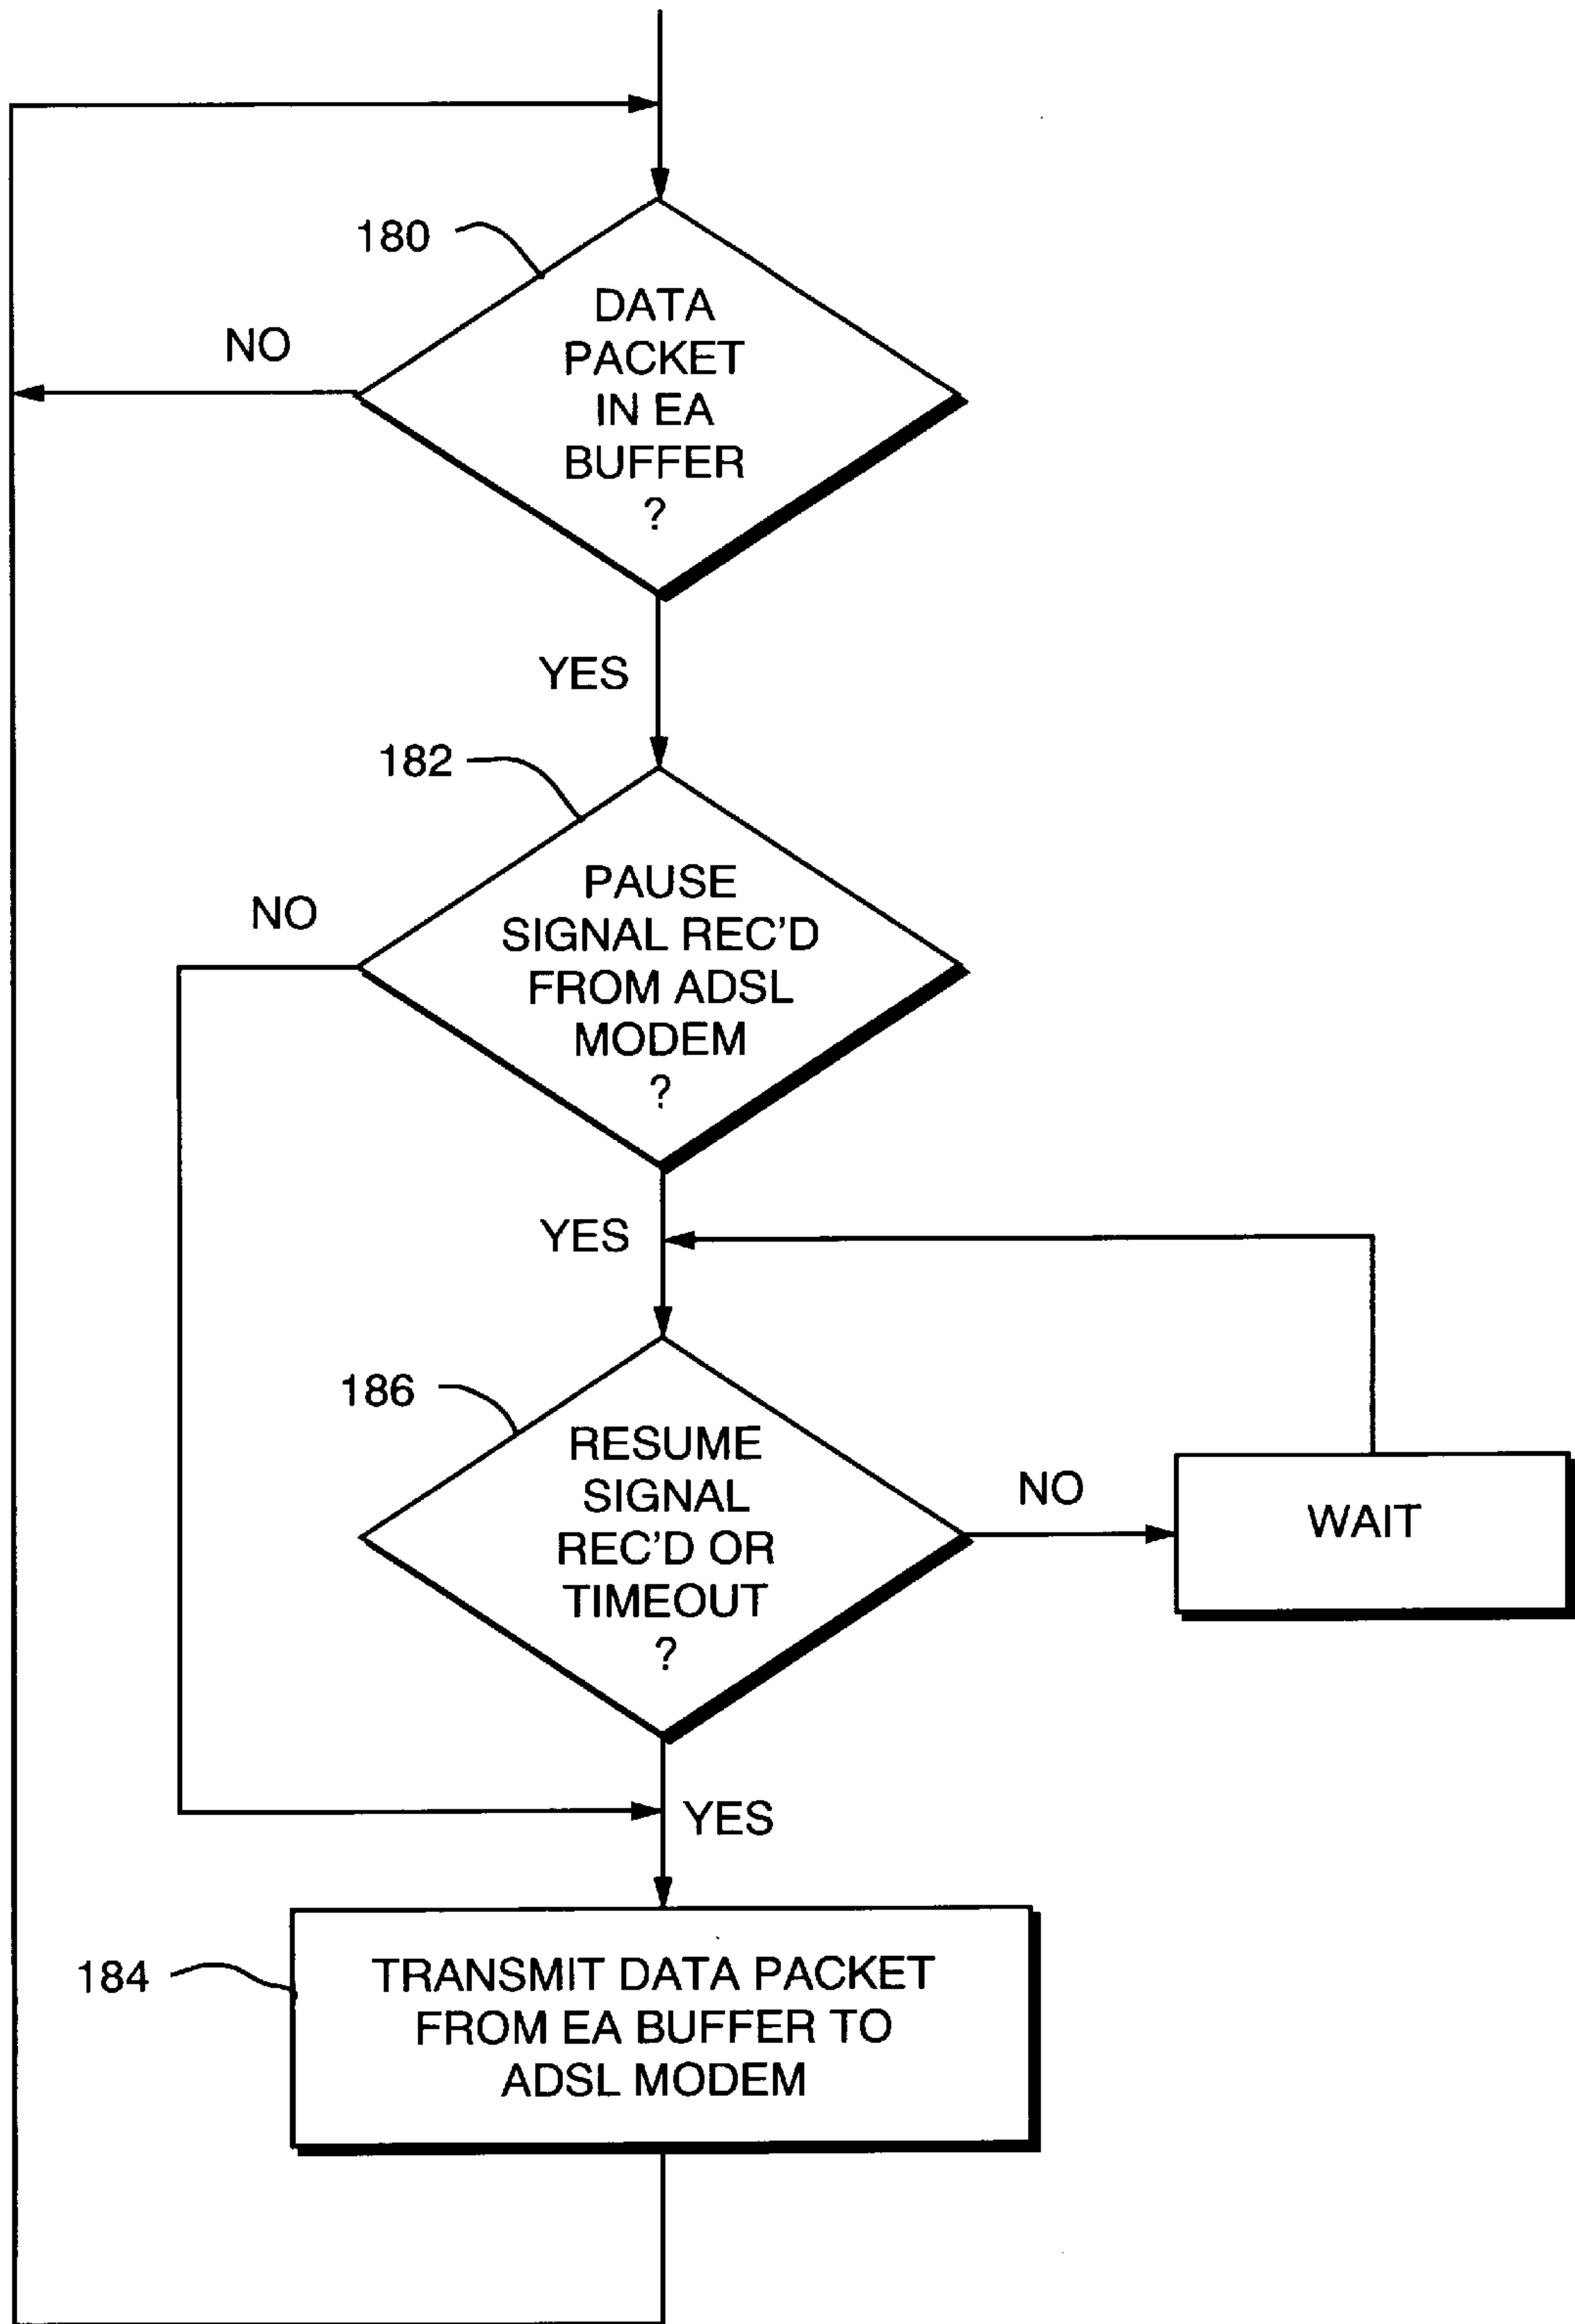 180
DATA
PACKET
IN EA
BUFFER
?
NO
YES
182
PAUSE
SIGNAL REC'D
FROM ADSL
MODEM
?
NO
YES
186
RESUME
SIGNAL
REC'D OR
TIMEOUT
?
NO
WAIT
YES
184
TRANSMIT DATA PACKET
FROM EA BUFFER TO
ADSL MODEM